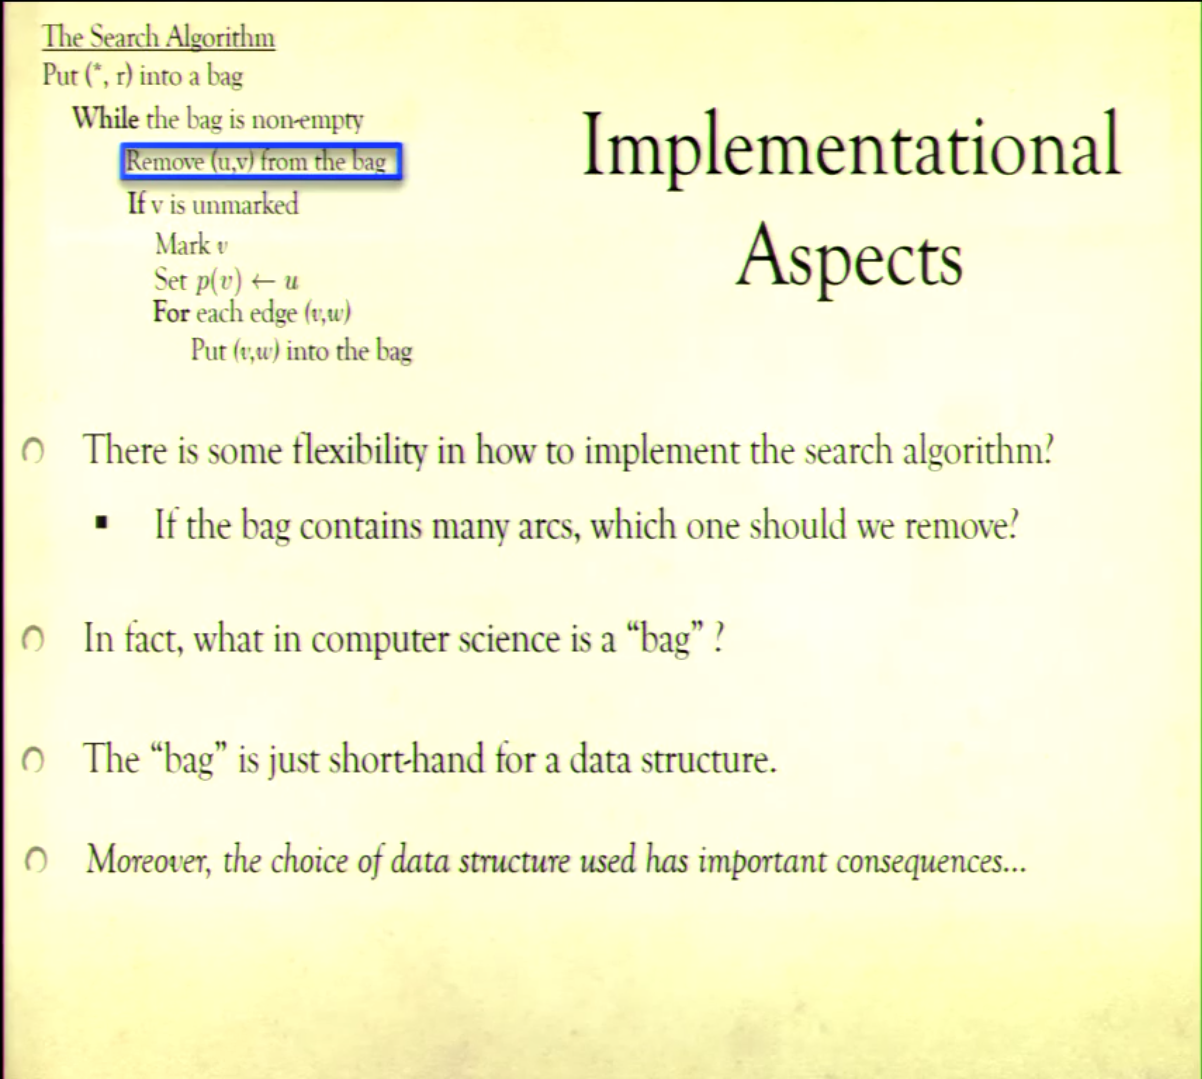 The Search Algorithm
Put (*, r) into a bag
While the bag is non-empty
Remove (u,v) from the bag
If v is unmarked
Mark v
Set p(v) ← u
For each edge (v,w)
Put (v,w) into the bag
Implementational
Aspects
There is some flexibility in how to implement the search algorithm?
If the bag contains many arcs, which one should we remove?
In fact, what in computer science is a “bag” ?
The “bag” is just short-hand for a data structure.
Moreover, the choice of data structure used has important consequences...